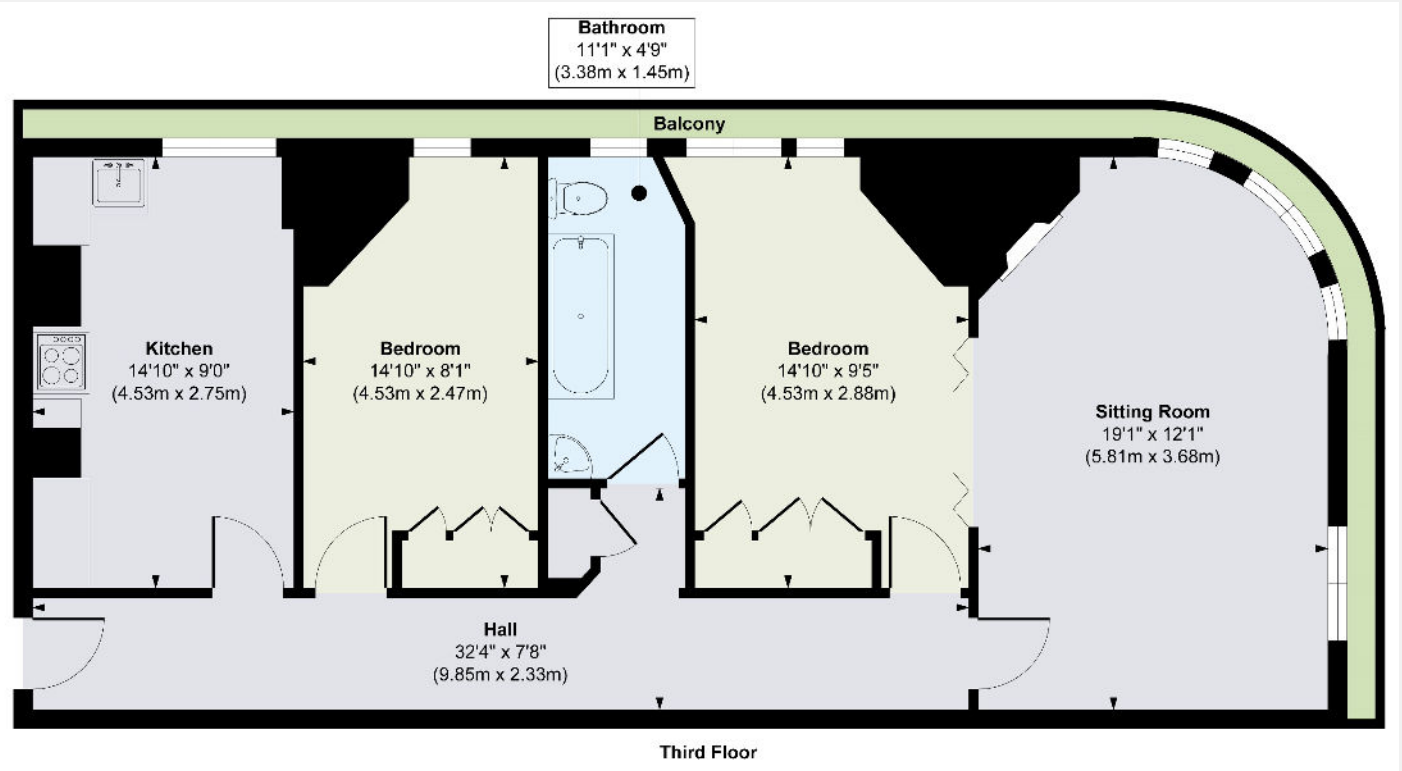 Bathroom
11'1" x 4'9"
(3.38m x 1.45m)
Balcony
Kitchen
14'10" x 9'0"
(4.53m x 2.75m)
Bedroom
14'10" x 8'1"
(4.53m x 2.47m)
Bedroom
14'10" x 9'5"
(4.53m x 2.88m)
Sitting Room
19'1" x 12'1"
(5.81m x 3.68m)
Hall
32'4" x 7'8"
(9.85m x 2.33m)
Third Floor